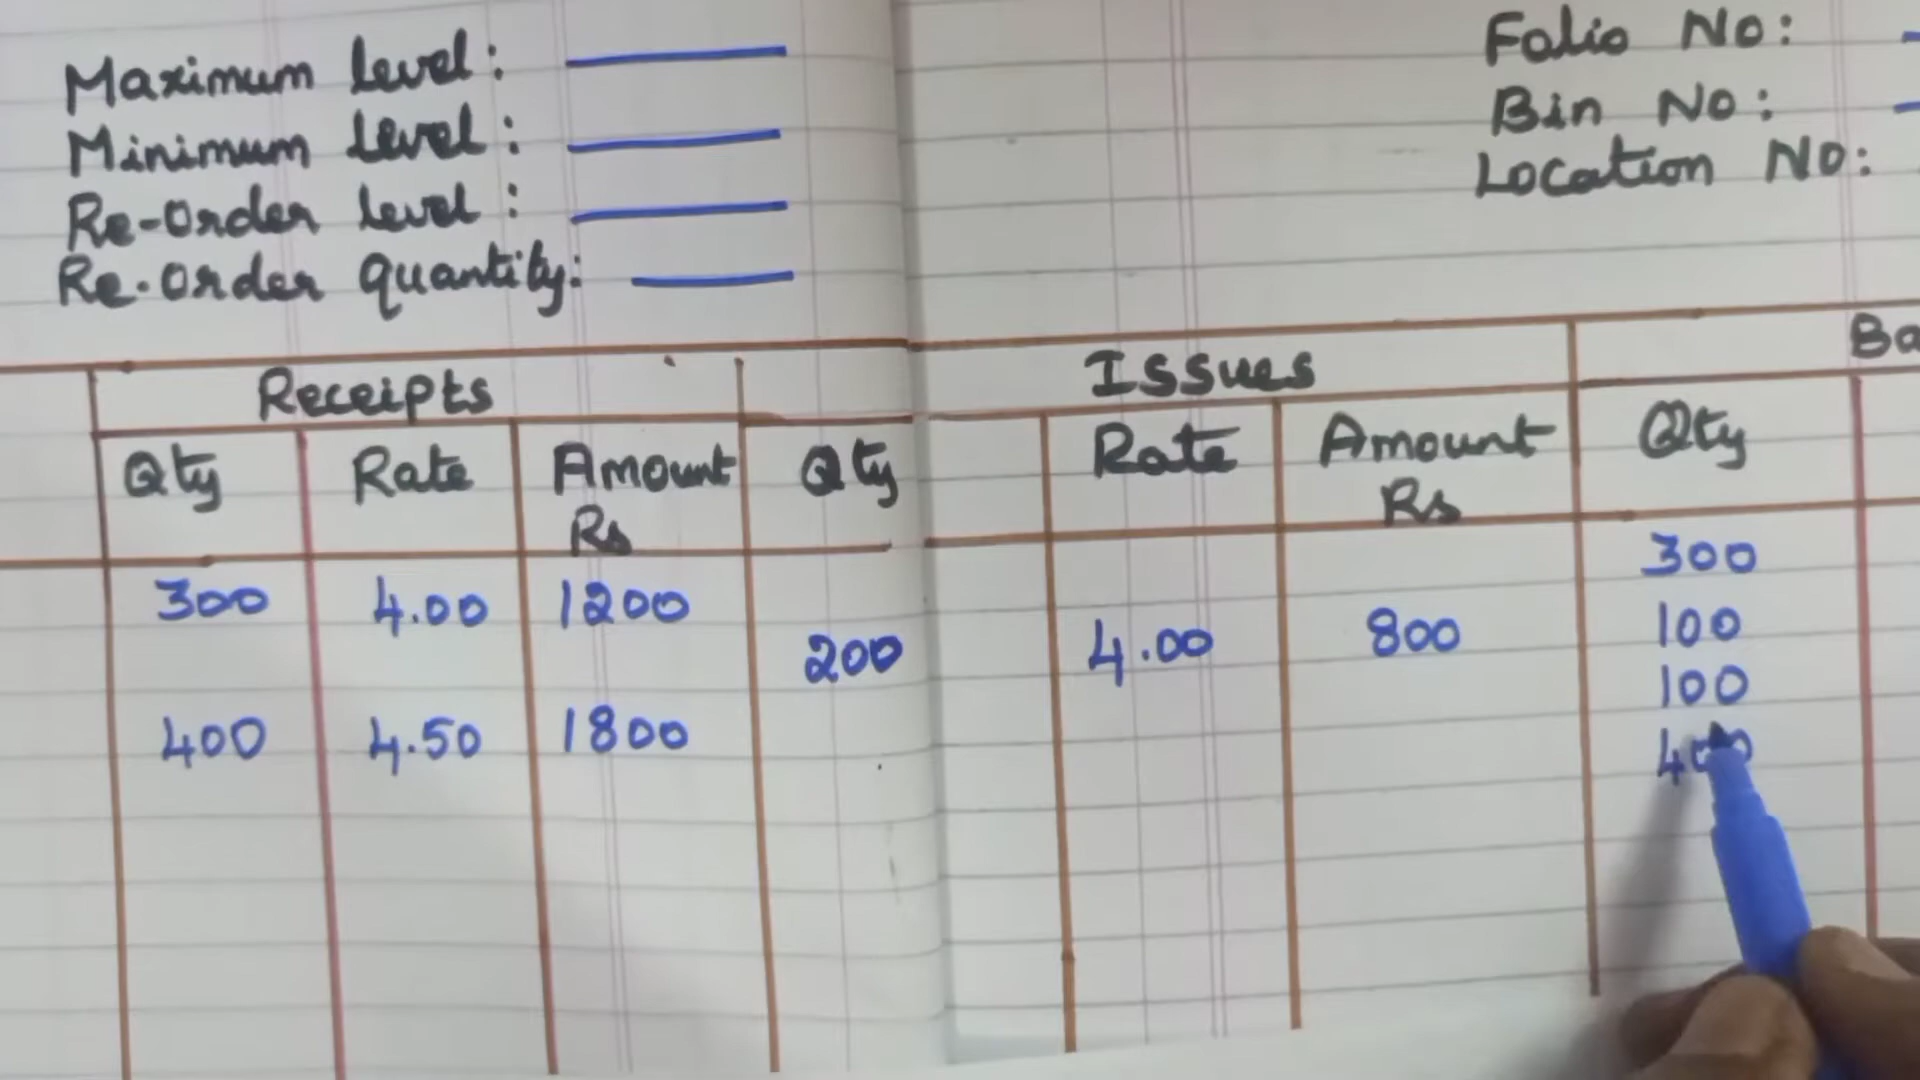 Maximum level:
Minimum level:
Re-Order level:
Re-Order quantity:
Folio No:
Bin No:
Location No:
Receipts Issues
Qty Rate Amount Rs Qty Rate Amount Rs Qty
300 4.00 1200 300
200 4.00 800 100
100
400 4.50 1800 400